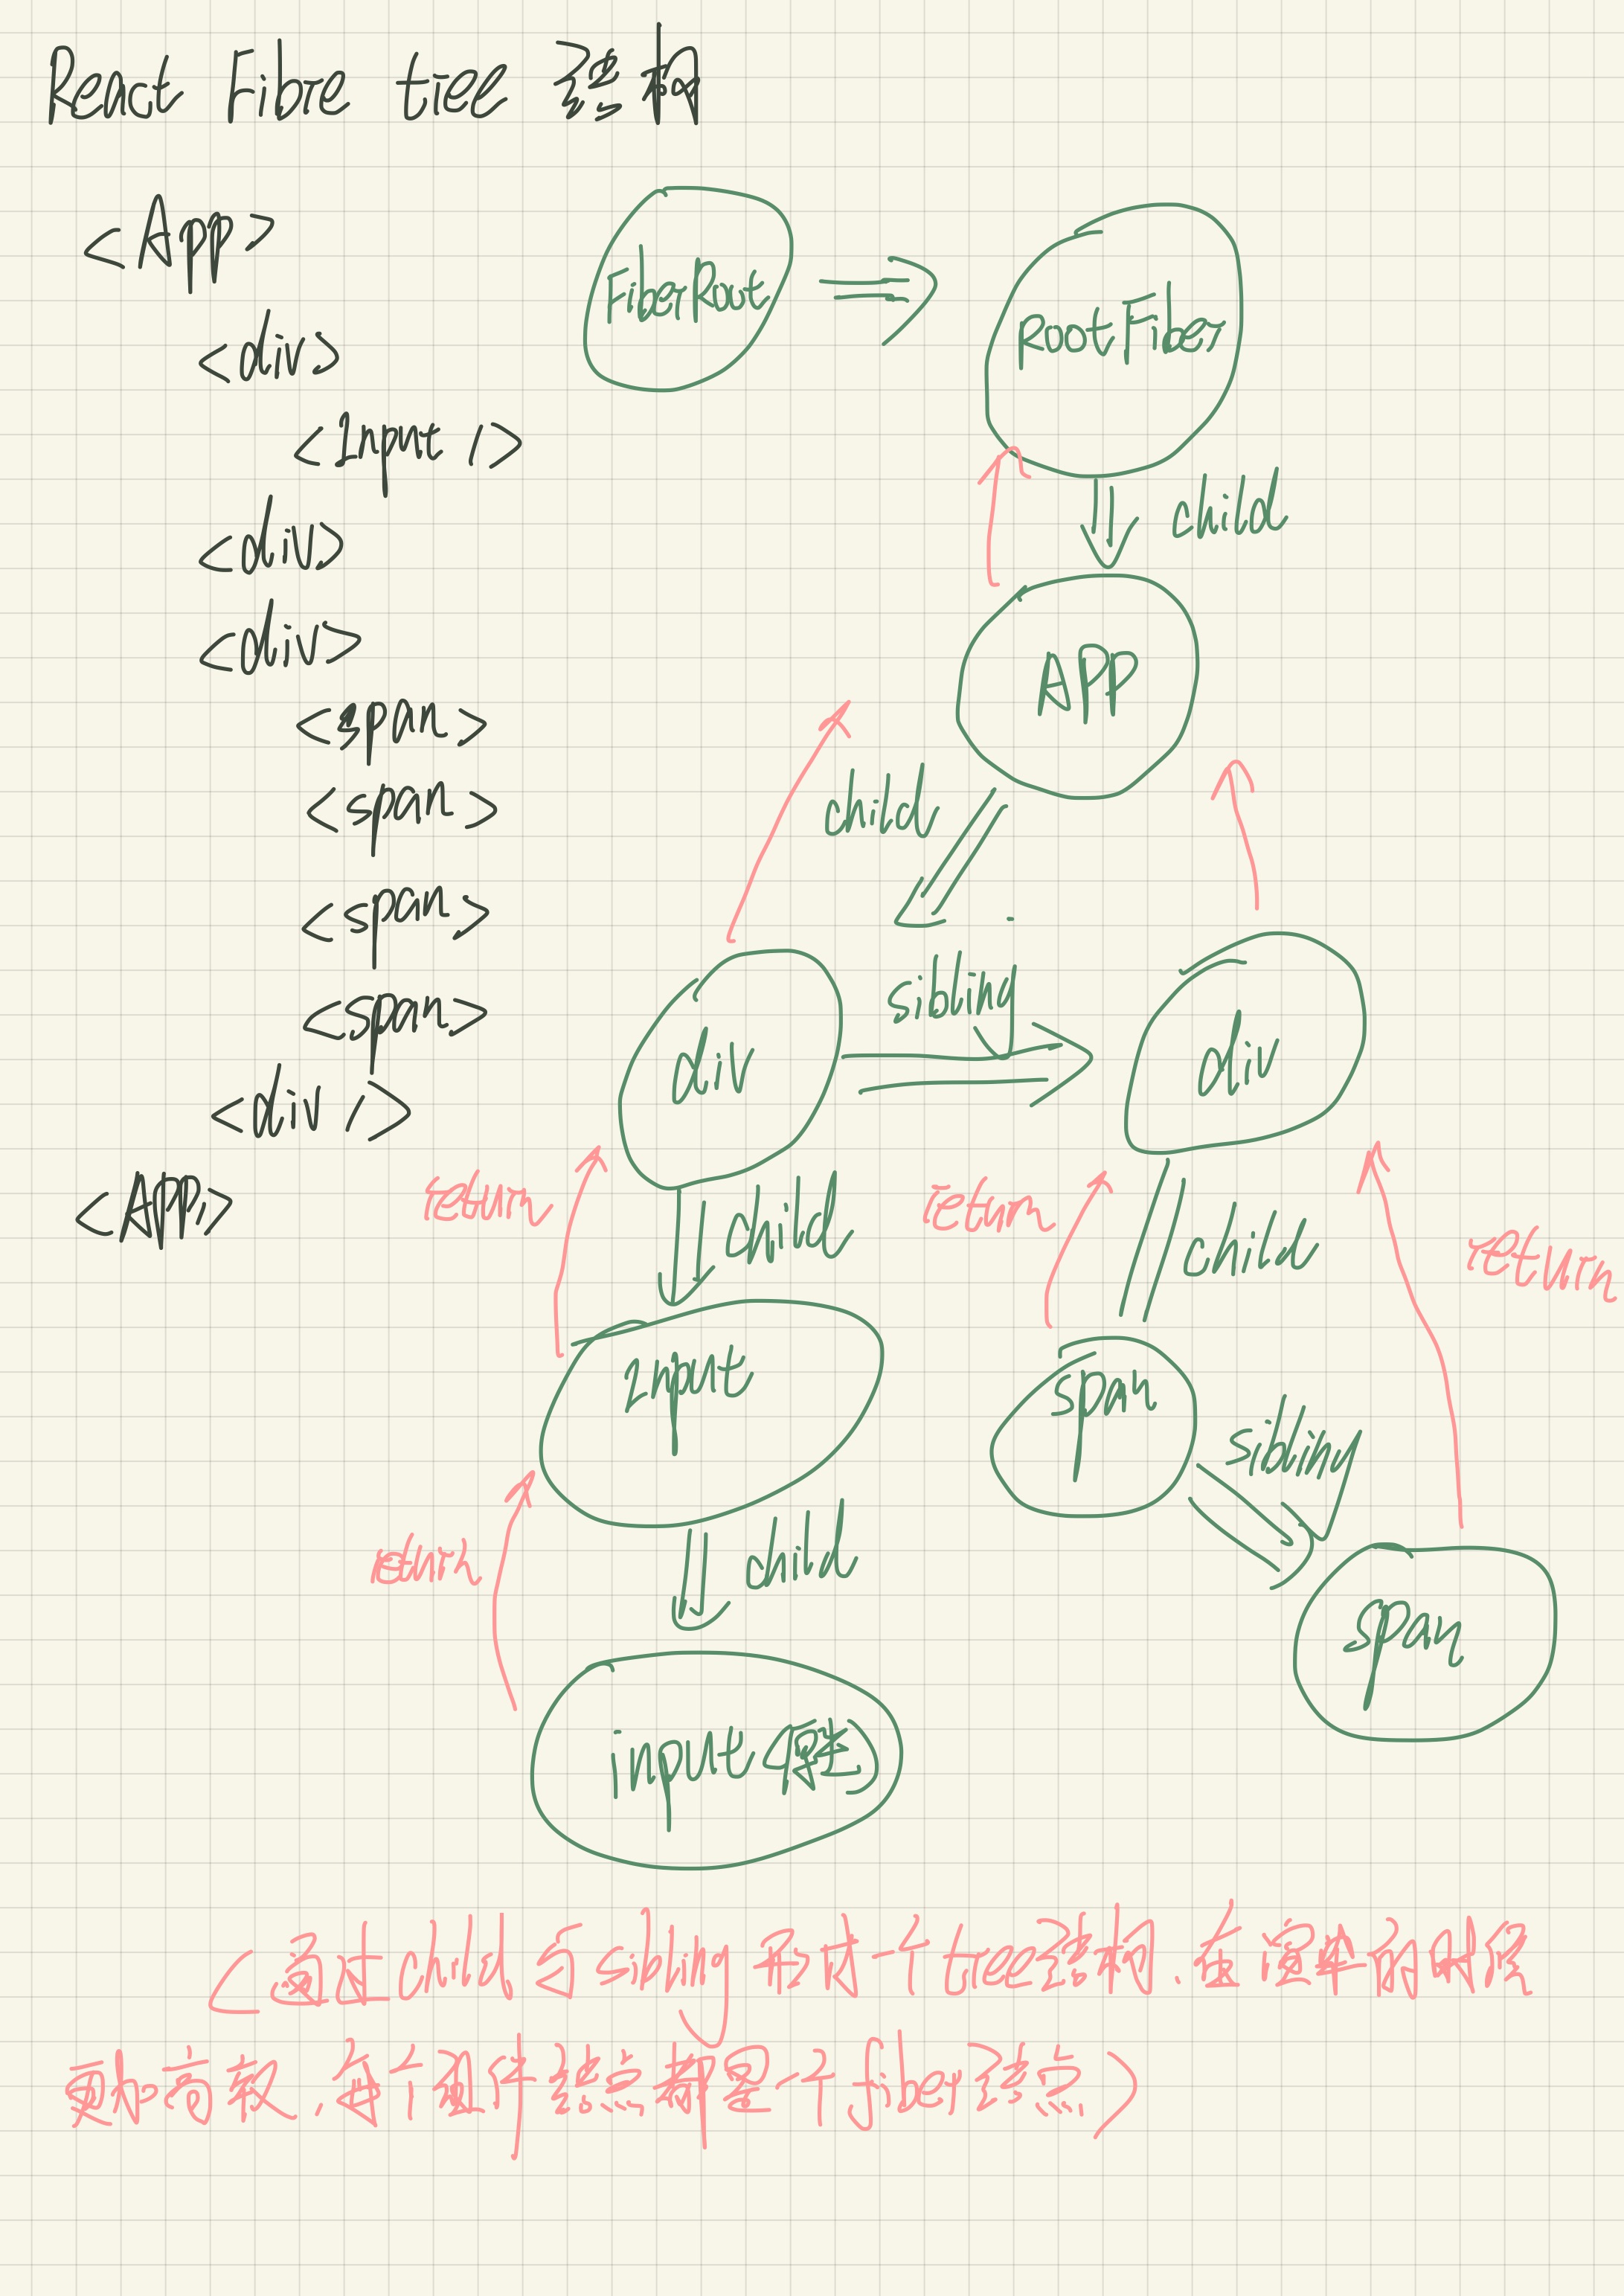 React Fibre tree 结构
<App>
<div>
<Input />
<div>
<div>
<span>
<span>
<span>
<span>
<div />
<App>
FiberRoot
RootFiber
child
APP
child
sibling
div
div
return
child
return
child
return
Input
span
sibling
return
child
span
input (原生)
(通过child与sibling形成一个tree结构.在渲染的时候
更加高效.每个组件结点都是一个fiber结点)